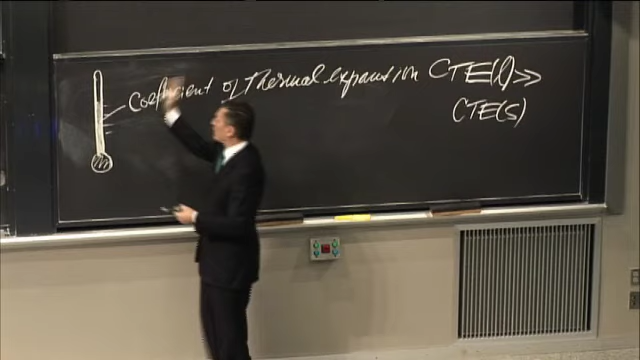 Coefficient of thermal expansion CTE(l) >>
CTE(s)